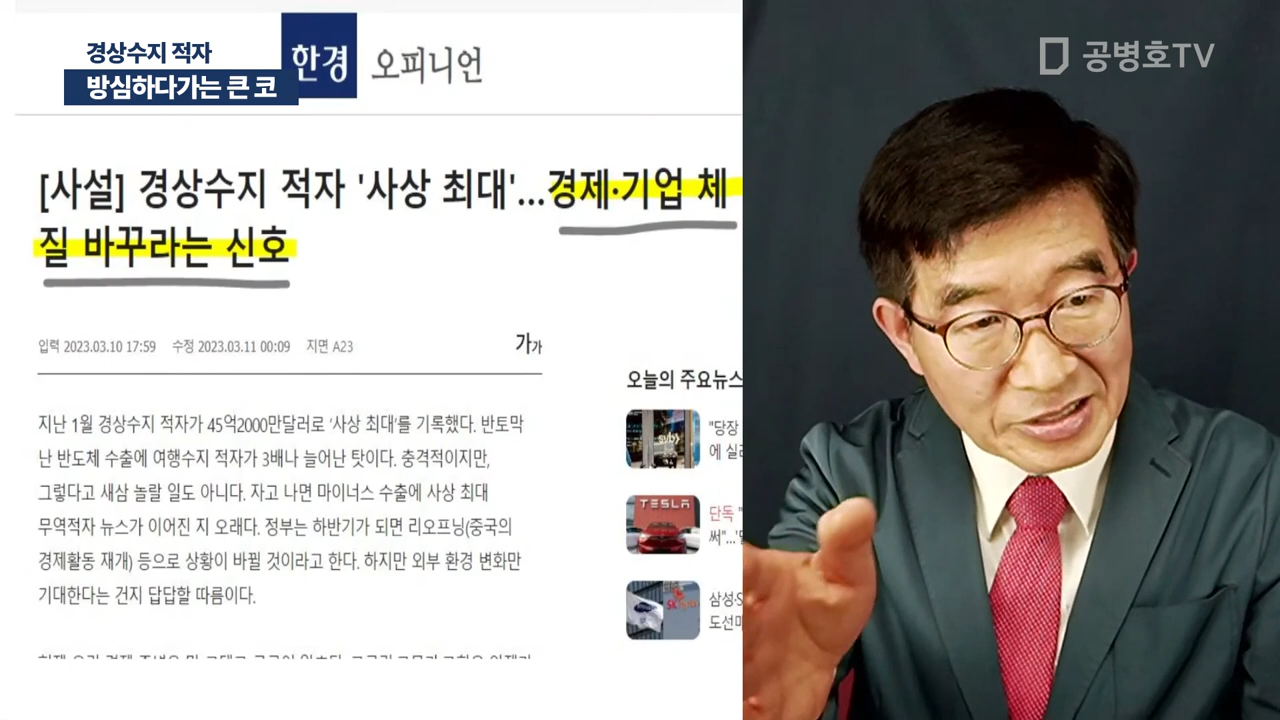 경상수지 적자
방심하다가는 큰 코
한경 오피니언
공병호TV
[사설] 경상수지 적자 '사상 최대'...경제·기업 체
질 바꾸라는 신호
입력 2023.03.10 17:59 수정 2023.03.11 00:09 지면 A23
가가
지난 1월 경상수지 적자가 45억2000만달러로 '사상 최대'를 기록했다. 반토막
난 반도체 수출에 여행수지 적자가 3배나 늘어난 탓이다. 충격적이지만,
그렇다고 새삼 놀랄 일도 아니다. 자고 나면 마이너스 수출에 사상 최대
무역적자 뉴스가 이어진 지 오래다. 정부는 하반기가 되면 리오프닝(중국의
경제활동 재개) 등으로 상황이 바뀔 것이라고 한다. 하지만 외부 환경 변화만
기대한다는 건지 답답할 따름이다.
오늘의 주요뉴스
"당장
에 실
TESLA
단독 "
써"...'
삼성·S
도선